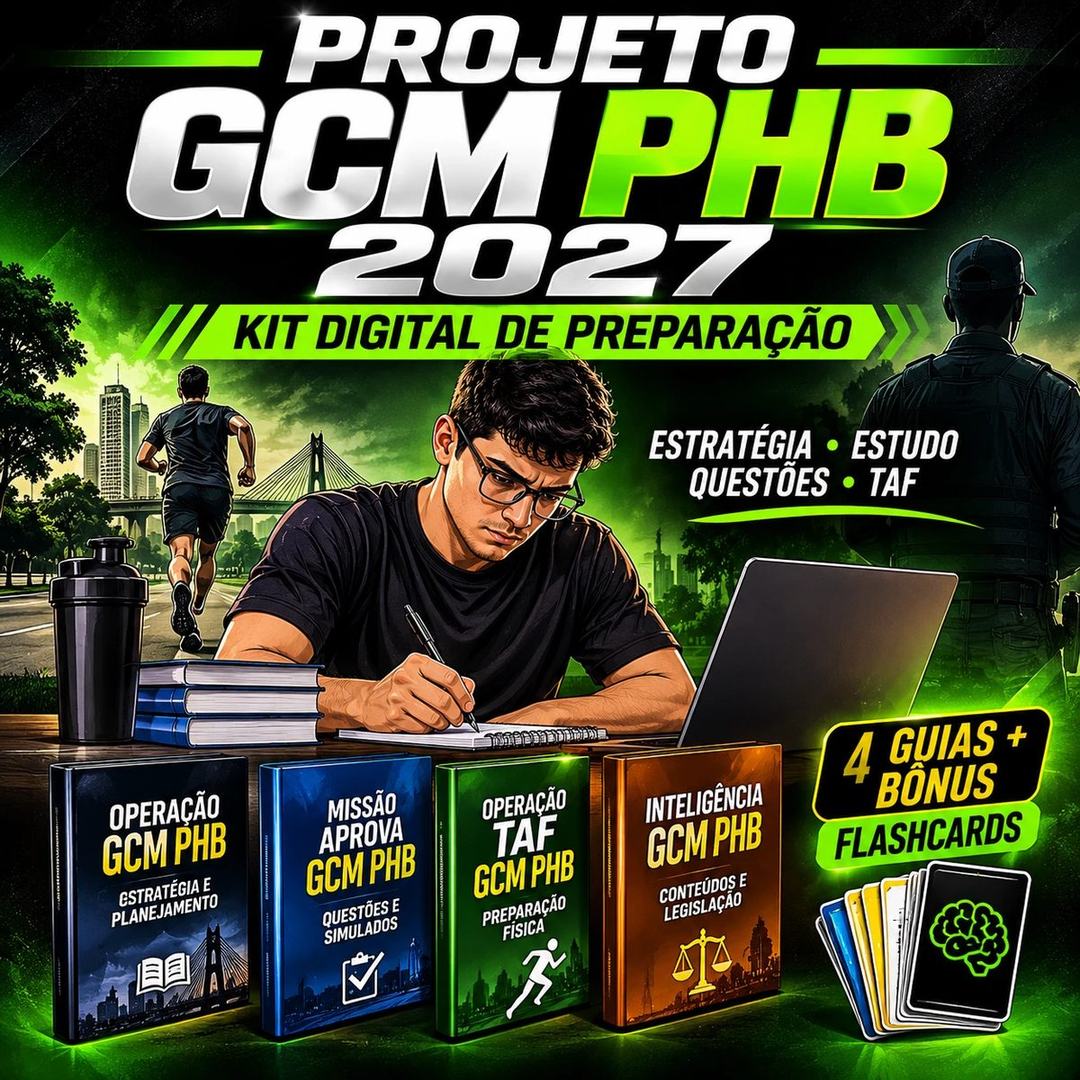 PROJETO
GCM PHB
2027
KIT DIGITAL DE PREPARAÇÃO
ESTRATÉGIA • ESTUDO
QUESTÕES • TAF
4 GUIAS +
BÔNUS
FLASHCARDS
OPERAÇÃO
GCM PHB
ESTRATÉGIA E
PLANEJAMENTO
MISSÃO
APROVA
GCM PHB
QUESTÕES E
SIMULADOS
OPERAÇÃO
TAF
GCM PHB
PREPARAÇÃO
FÍSICA
INTELIGÊNCIA
GCM PHB
CONTEÚDOS E
LEGISLAÇÃO